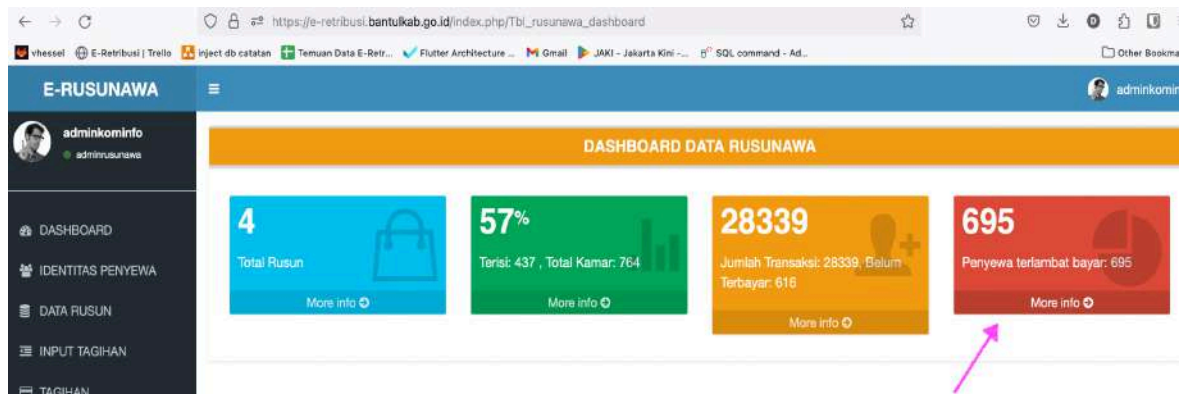 https://e-retribusi.bantulkab.go.id/index.php/Tbl_rusunawa_dashboard
vhessel E-Retribusi | Trello inject db catatan Temuan Data E-Retr... Flutter Architecture ... Gmail JAKI - Jakarta Kini -... SQL command - Ad... Other Bookma
E-RUSUNAWA adminkomin
adminkominfo
adminrusunawa
DASHBOARD DATA RUSUNAWA
DASHBOARD
IDENTITAS PENYEWA
DATA RUSUN
INPUT TAGIHAN
TAGIHAN
4
Total Rusun
More info
57%
Terisi: 437 , Total Kamar: 764
More info
28339
Jumlah Transaksi: 28339, Belum
Terbayar: 616
More info
695
Penyewa terlambat bayar: 695
More info